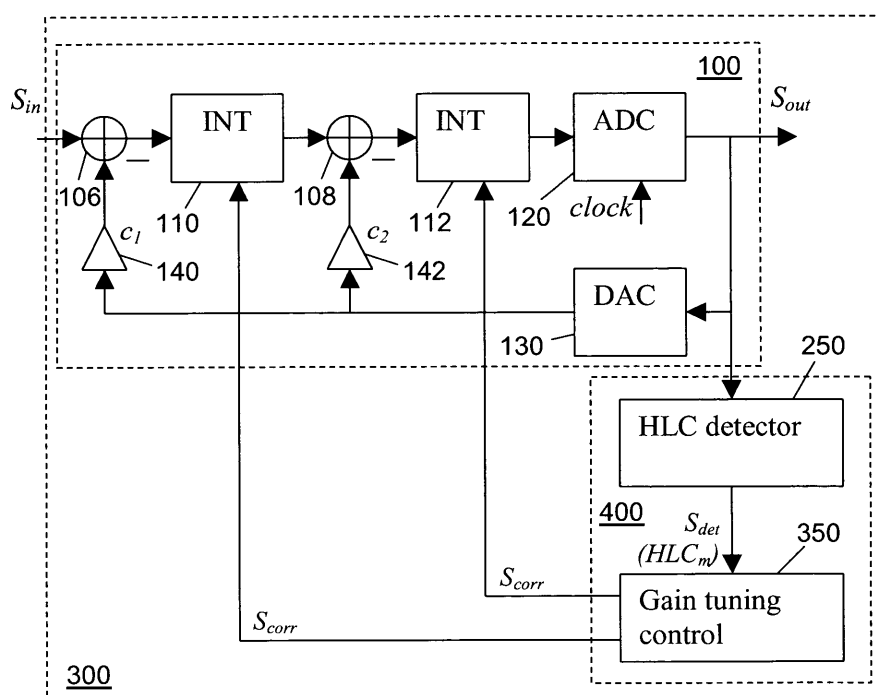 100
S_in
S_out
INT
INT
ADC
106
110
108
112
120
clock
c_1
140
c_2
142
DAC
130
250
HLC detector
400
S_det
(HLC_m)
350
S_corr
Gain tuning
control
S_corr
300